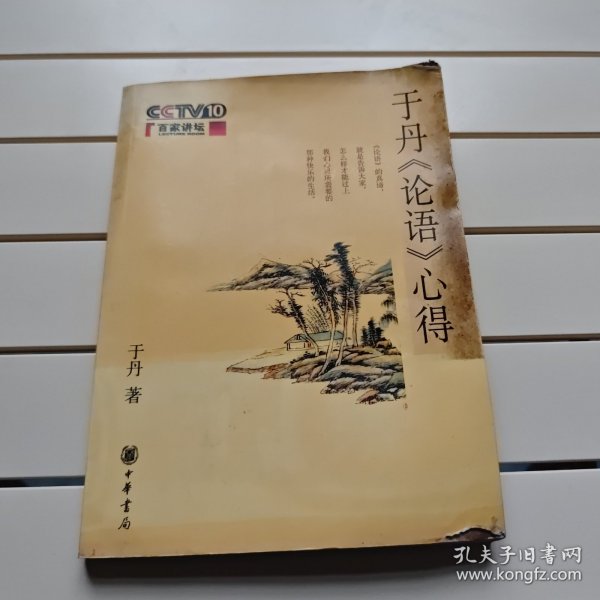 CCTV10
百家讲坛
LECTURE ROOM
于丹《论语》心得
《论语》的真谛，
就是告诉大家，
怎么样才能过上
我们心灵所需要的
那种快乐的生活。
于丹 著
中華書局
孔夫子旧书网
www.kongfz.com